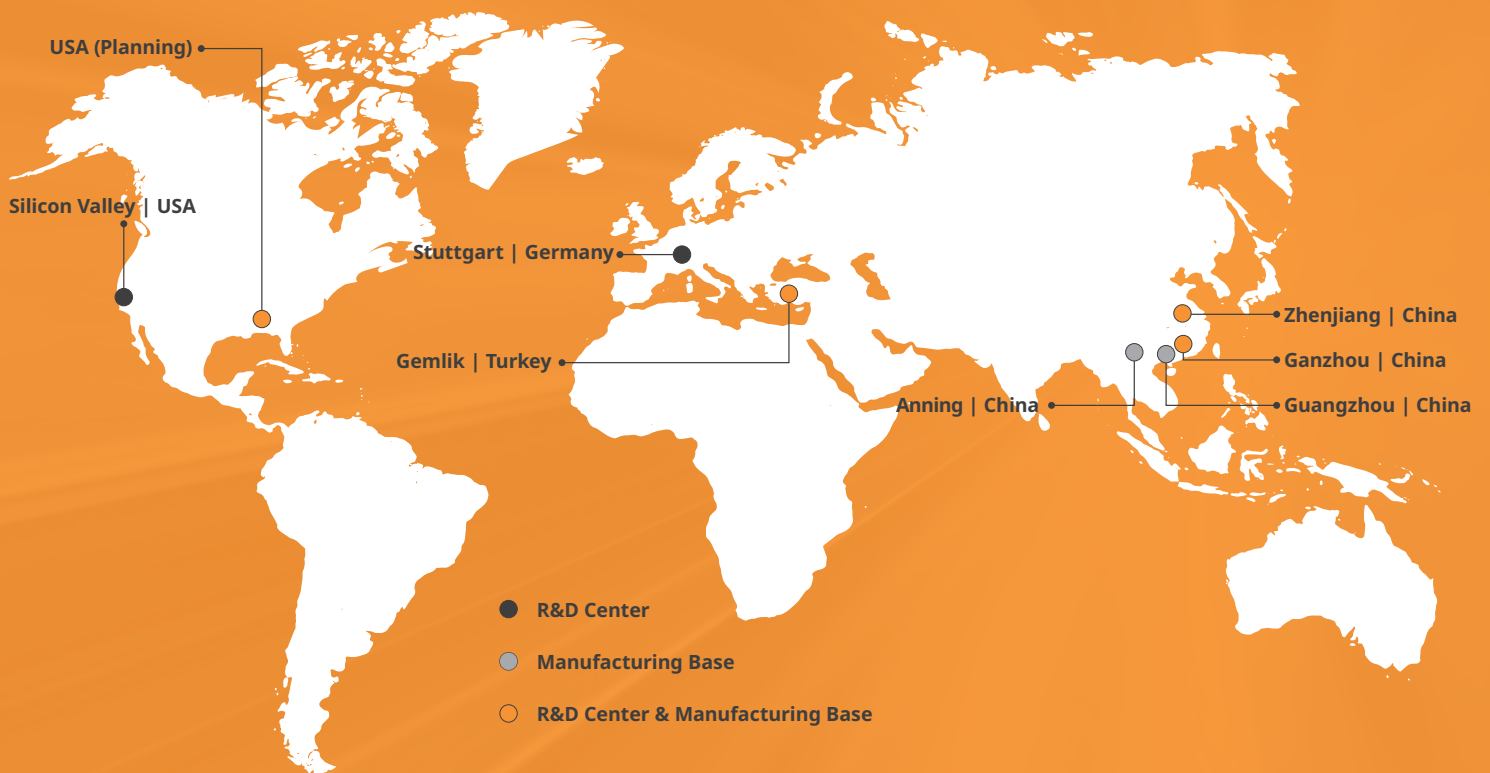 USA (Planning)
Silicon Valley | USA
Stuttgart | Germany
Zhenjiang | China
Gemlik | Turkey
Ganzhou | China
Anning | China
Guangzhou | China
R&D Center
Manufacturing Base
R&D Center & Manufacturing Base